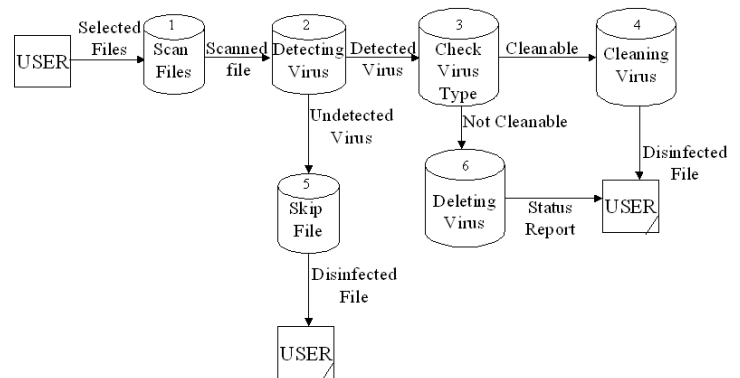 Selected
Files
USER
1
Scan
Files
Scanned
file
2
Detecting
Virus
Detected
Virus
3
Check
Virus
Type
Cleanable
4
Cleaning
Virus
Undetected
Virus
Not Cleanable
5
Skip
File
6
Deleting
Virus
Status
Report
Disinfected
File
USER
Disinfected
File
USER